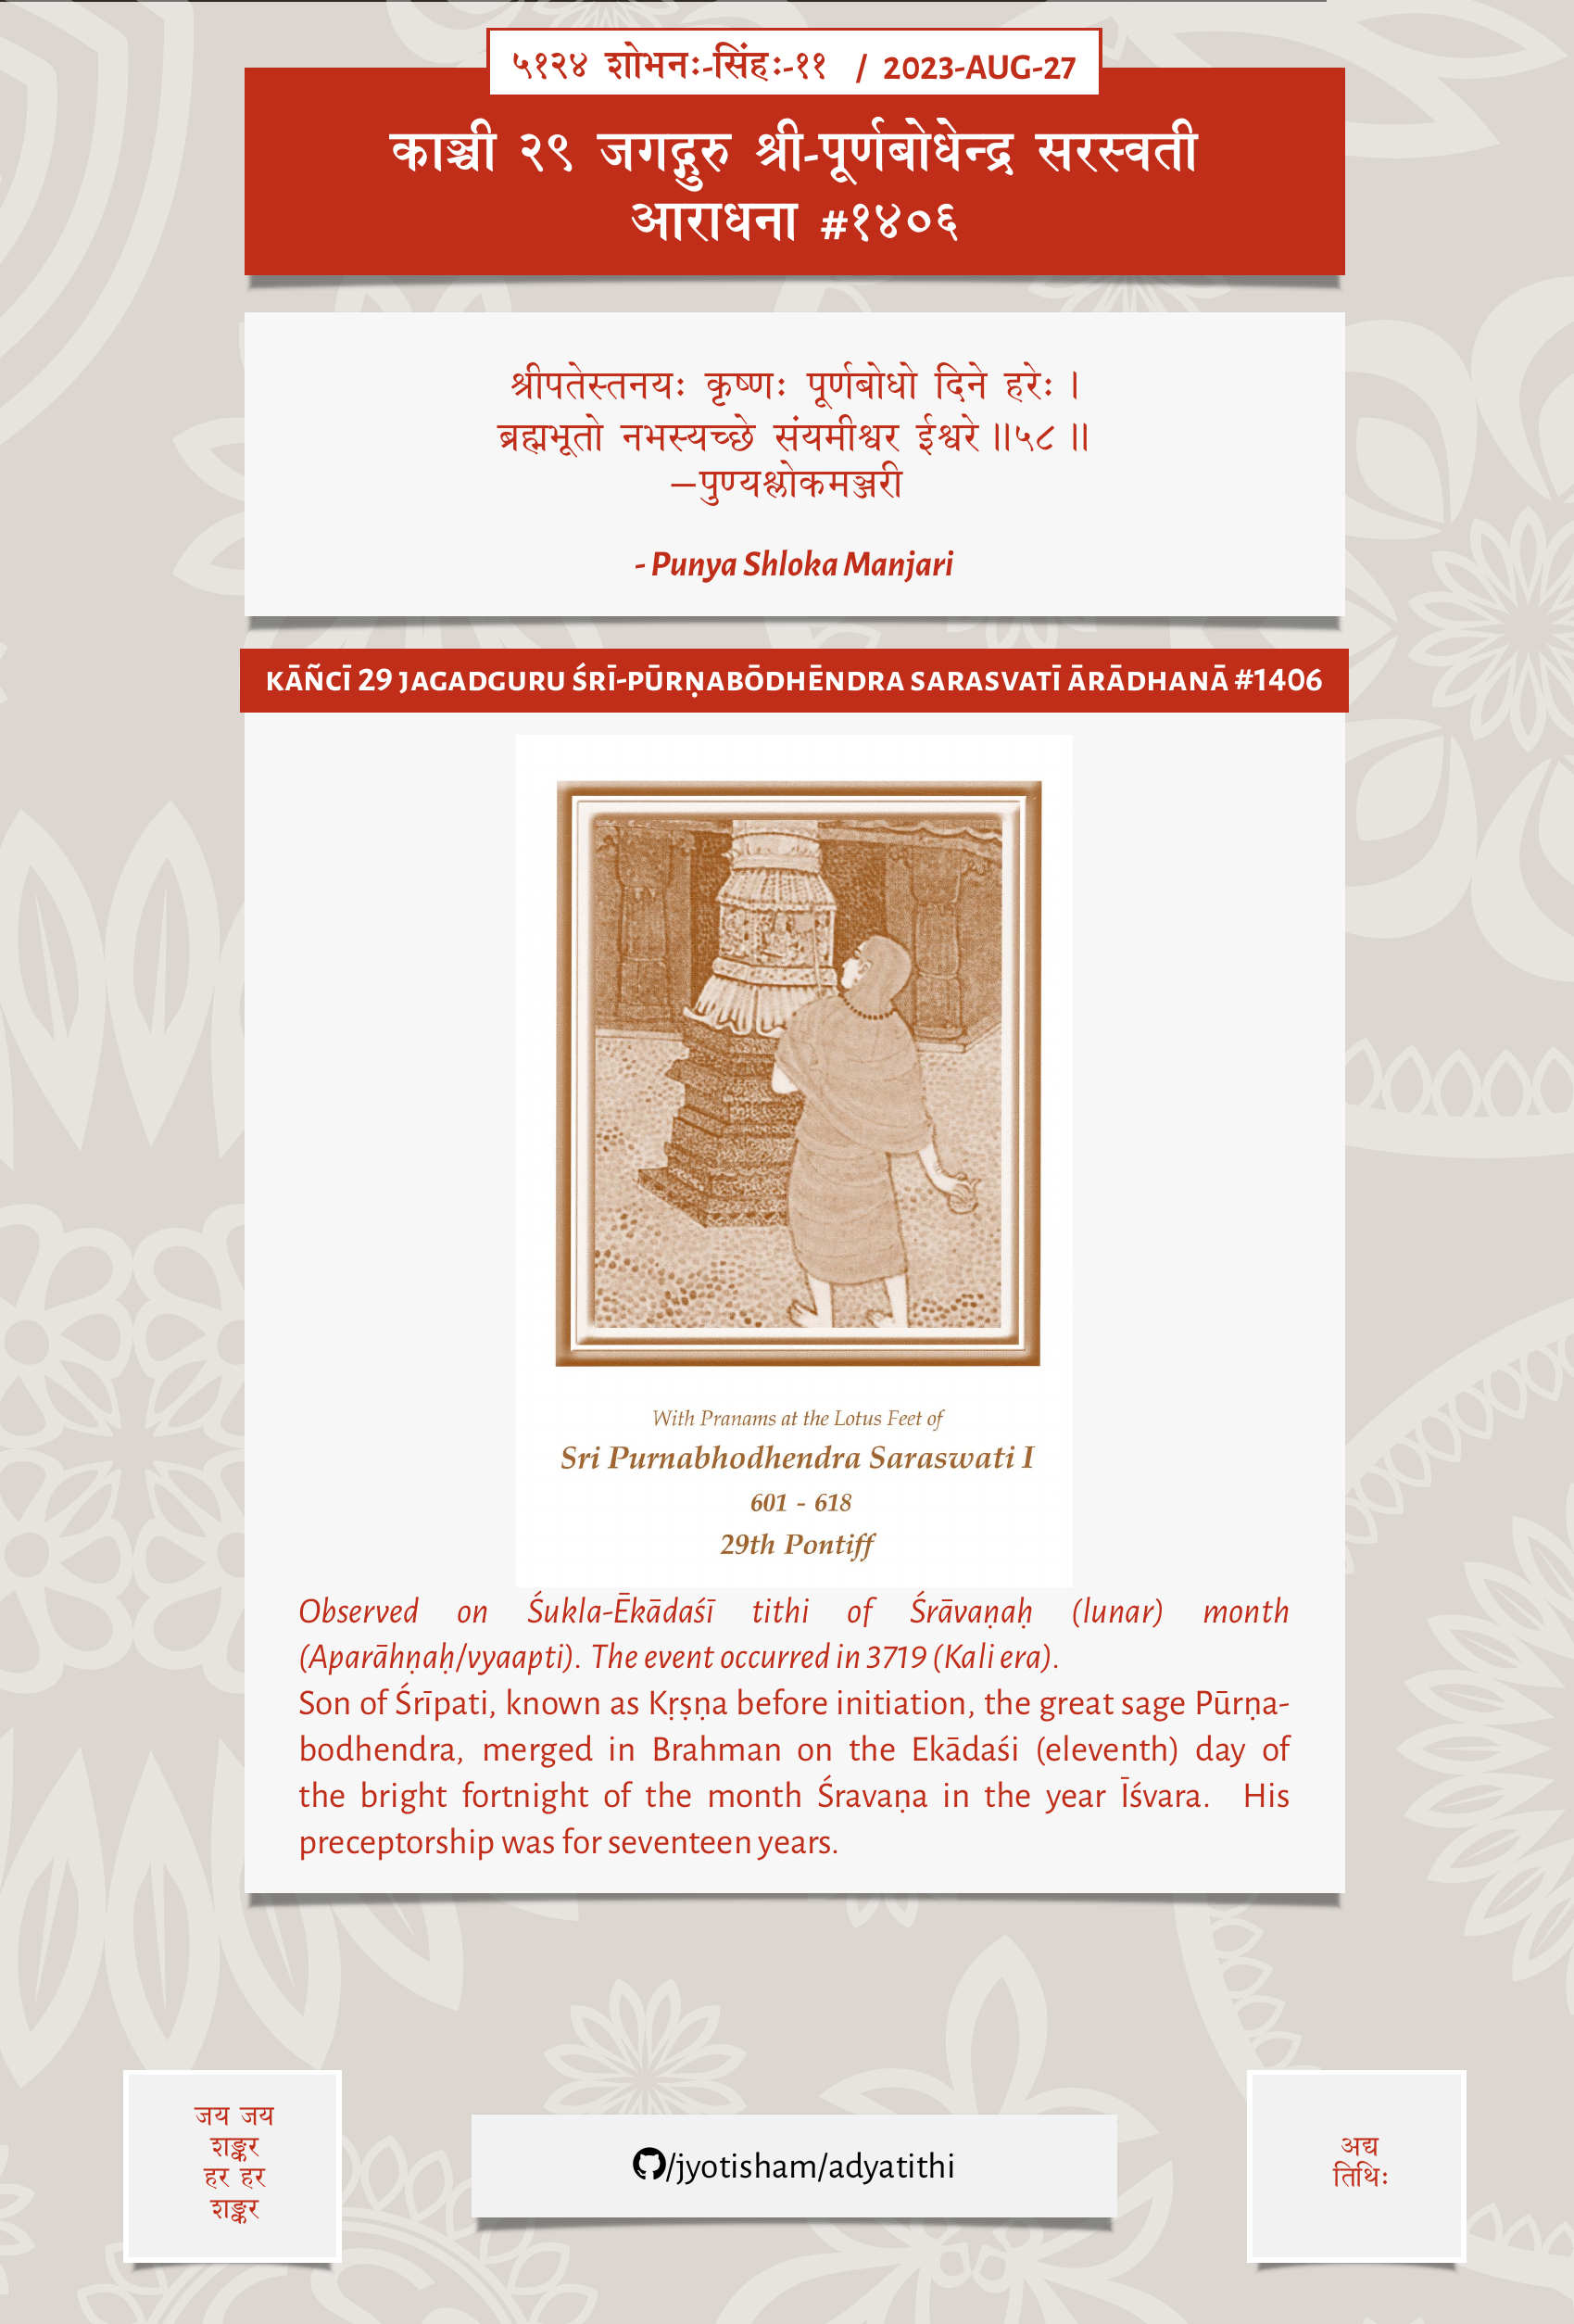 ५१२४ शोभनः-सिंहः-११ / 2023-AUG-27
काञ्ची २९ जगद्गुरु श्री-पूर्णबोधेन्द्र सरस्वती
आराधना #१४०६
श्रीपतेस्तनयः कृष्णः पूर्णबोधो दिने हरेः ।
ब्रह्मभूतो नभस्यच्छे संयमीश्वर ईश्वरे॥५८॥
—पुण्यश्लोकमञ्जरी
- Punya Shloka Manjari
KĀÑCĪ 29 JAGADGURU ŚRĪ-PŪRṆABŌDHĒNDRA SARASVATĪ ĀRĀDHANĀ #1406
With Pranams at the Lotus Feet of
Sri Purnabhodhendra Saraswati I
601 - 618
29th Pontiff
Observed on Śukla-Ēkādaśī tithi of Śrāvaṇaḥ (lunar) month
(Aparāhṇaḥ/vyaapti). The event occurred in 3719 (Kali era).
Son of Śrīpati, known as Kṛṣṇa before initiation, the great sage Pūrṇa-
bodhendra, merged in Brahman on the Ekādaśi (eleventh) day of
the bright fortnight of the month Śravaṇa in the year Īśvara. His
preceptorship was for seventeen years.
जय जय
शङ्कर
हर हर
शङ्कर
/jyotisham/adyatithi
अद्य
तिथिः